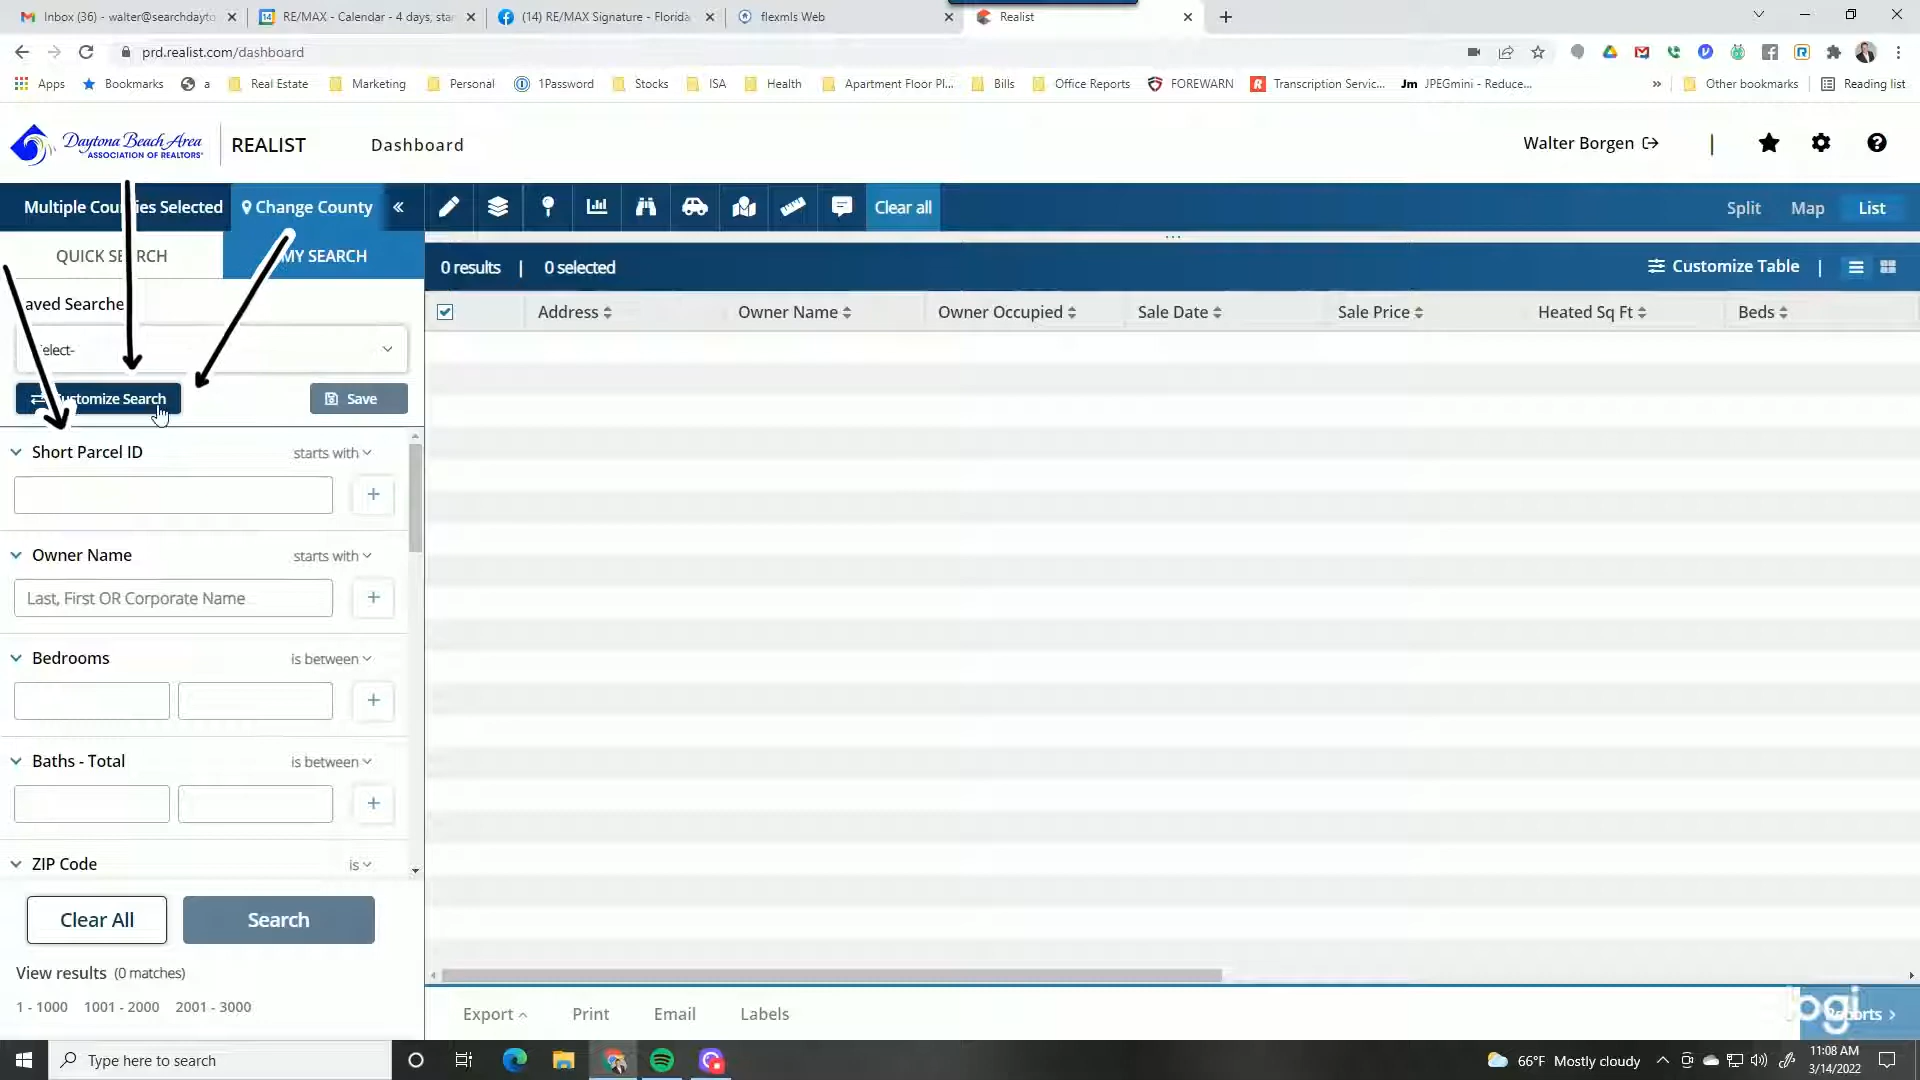 Inbox (36) - walter@searchdayto
RE/MAX - Calendar - 4 days, star
(14) RE/MAX Signature - Florida
flexmls Web
Realist
prd.realist.com/dashboard
Apps
Bookmarks
a
Real Estate
Marketing
Personal
1Password
Stocks
ISA
Health
Apartment Floor Pl...
Bills
Office Reports
FOREWARN
Transcription Servic...
Jm JPEGmini - Reduce...
»
Other bookmarks
Reading list
Daytona Beach Area
ASSOCIATION OF REALTORS®
REALIST
Dashboard
Walter Borgen
Multiple Counties Selected
Change County
«
Clear all
Split
Map
List
QUICK SEARCH
MY SEARCH
0 results | 0 selected
Customize Table
Address
Owner Name
Owner Occupied
Sale Date
Sale Price
Heated Sq Ft
Beds
aved Searche
elect-
Customize Search
Save
Short Parcel ID
starts with
Owner Name
starts with
Last, First OR Corporate Name
Bedrooms
is between
Baths - Total
is between
ZIP Code
is
Clear All
Search
View results (0 matches)
1 - 1000
1001 - 2000
2001 - 3000
Export
Print
Email
Labels
Reports
logi
Type here to search
66°F Mostly cloudy
11:08 AM
3/14/2022